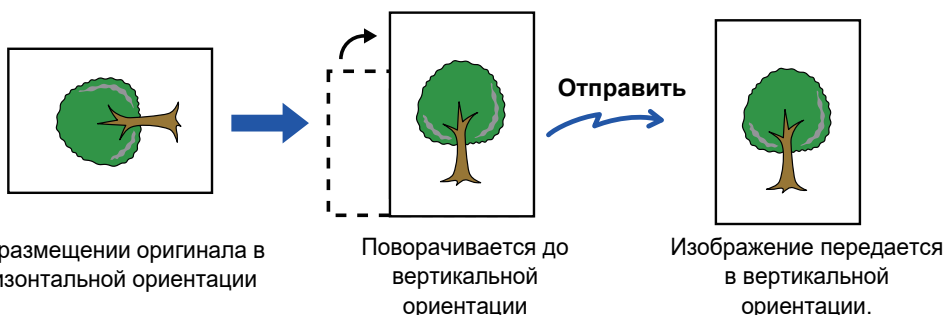 Отправить
размещении оригинала в
изонтальной ориентации
Поворачивается до
вертикальной
ориентации
Изображение передается
в вертикальной
ориентации.